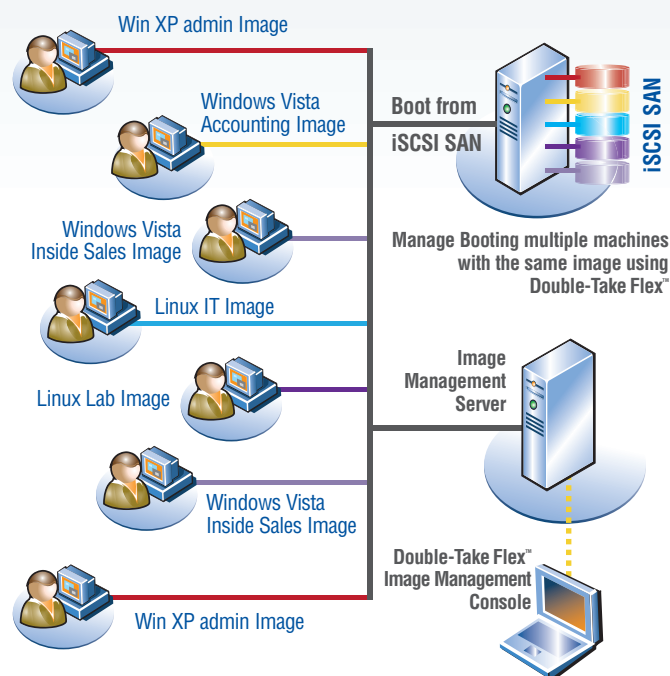 Win XP admin Image
Windows Vista
Accounting Image
Boot from
iSCSI SAN
iSCSI SAN
Windows Vista
Inside Sales Image
Manage Booting multiple machines
with the same image using
Double-Take Flex™
Linux IT Image
Linux Lab Image
Image
Management
Server
Windows Vista
Inside Sales Image
Double-Take Flex™
Image Management
Console
Win XP admin Image